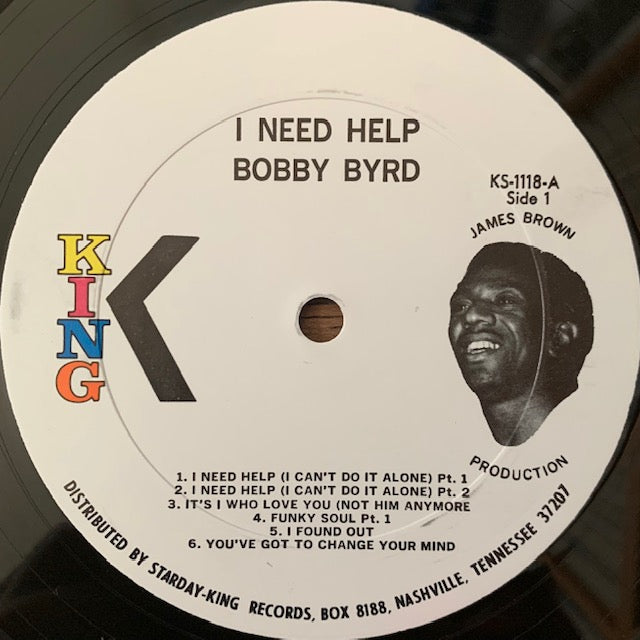 I NEED HELP
BOBBY BYRD
KS-1118-A
Side 1
JAMES BROWN
PRODUCTION
KING
K
1. I NEED HELP (I CAN'T DO IT ALONE) Pt. 1
2. I NEED HELP (I CAN'T DO IT ALONE) Pt. 2
3. IT'S I WHO LOVE YOU (NOT HIM ANYMORE
4. FUNKY SOUL Pt. 1
5. I FOUND OUT
6. YOU'VE GOT TO CHANGE YOUR MIND
DISTRIBUTED BY STARDAY-KING RECORDS, BOX 8188, NASHVILLE, TENNESSEE 37207